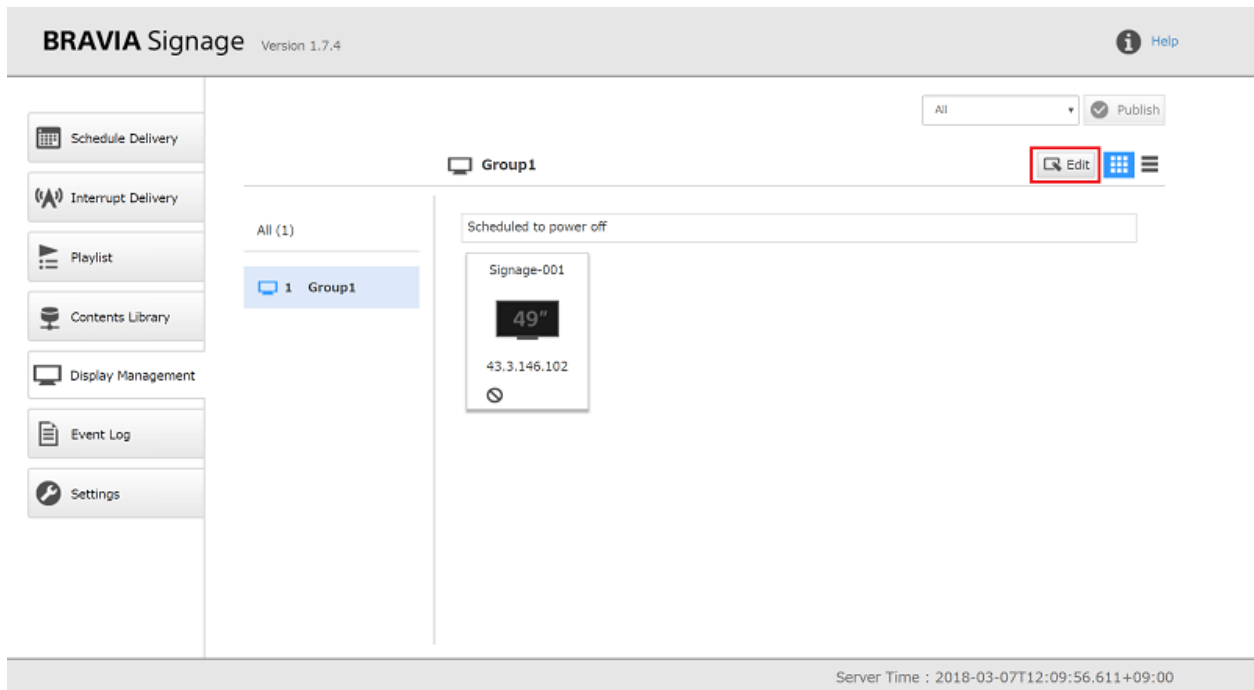 BRAVIA Signage Version 1.7.4
Help
All
Publish
Schedule Delivery
Interrupt Delivery
Playlist
Contents Library
Display Management
Event Log
Settings
Group1
Edit
All (1)
1 Group1
Scheduled to power off
Signage-001
49"
43.3.146.102
Server Time : 2018-03-07T12:09:56.611+09:00